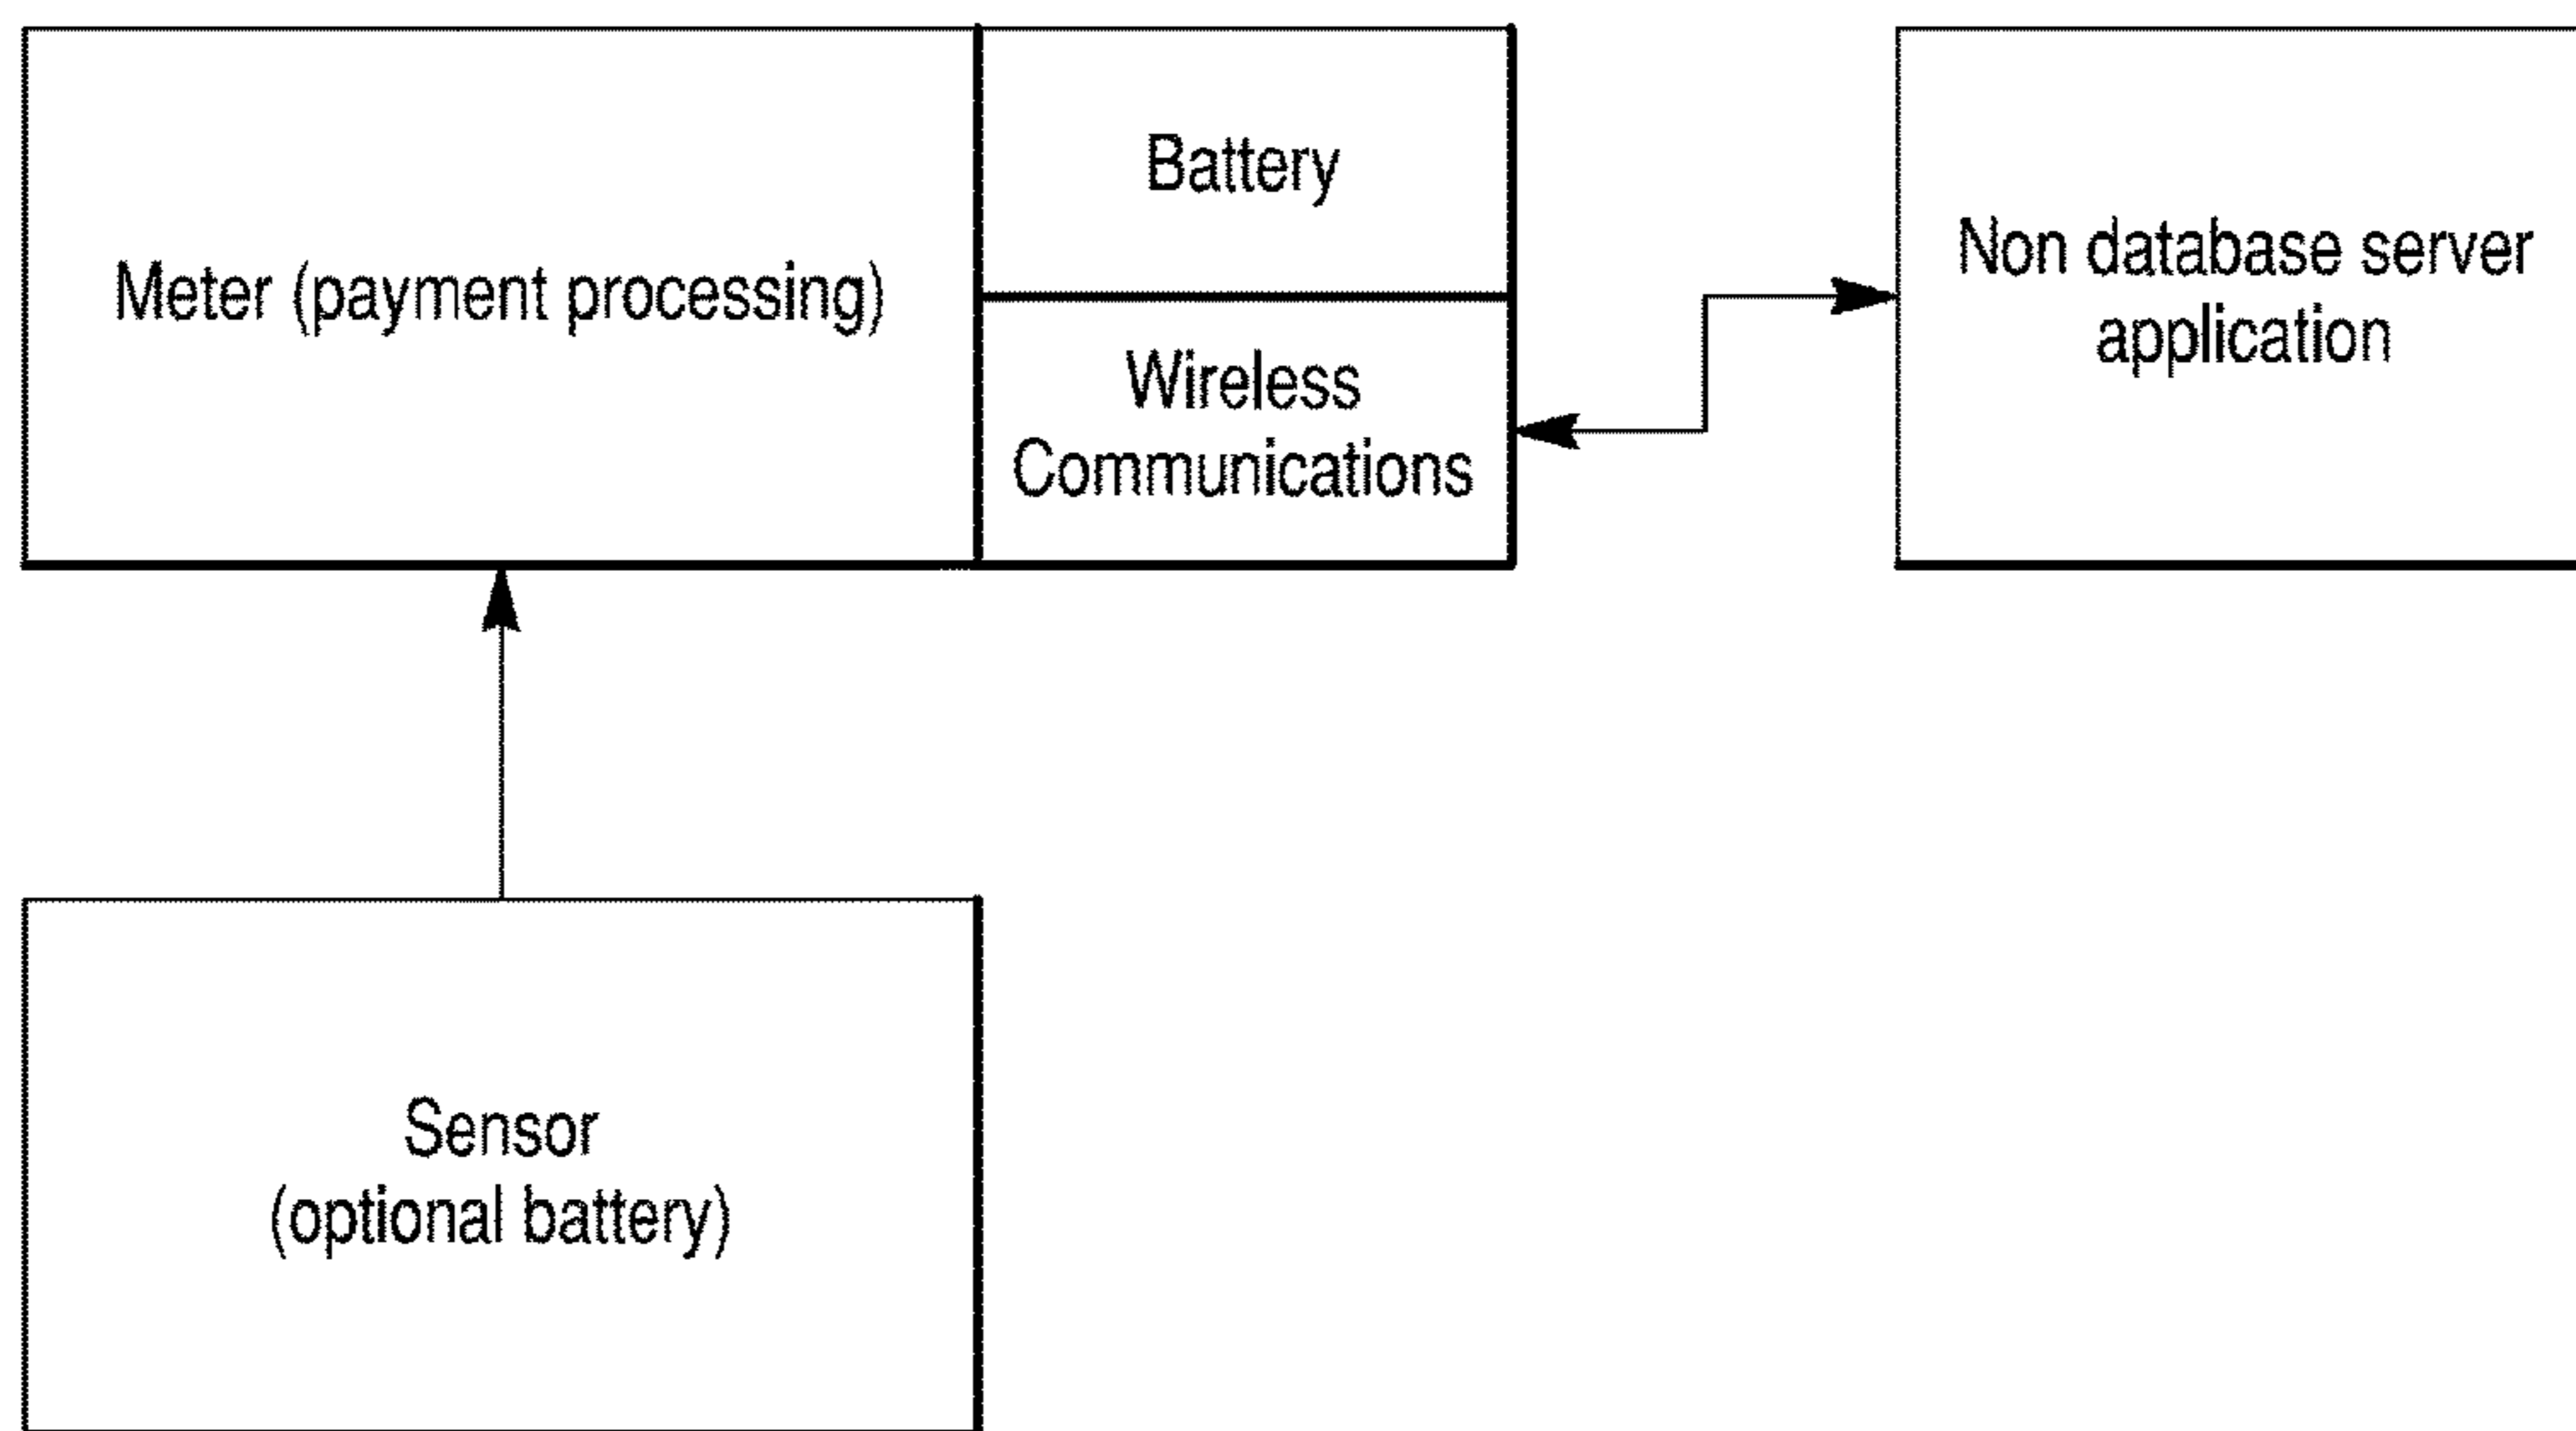 Meter (payment processing)
Battery
Wireless
Communications
Non database server
application
Sensor
(optional battery)